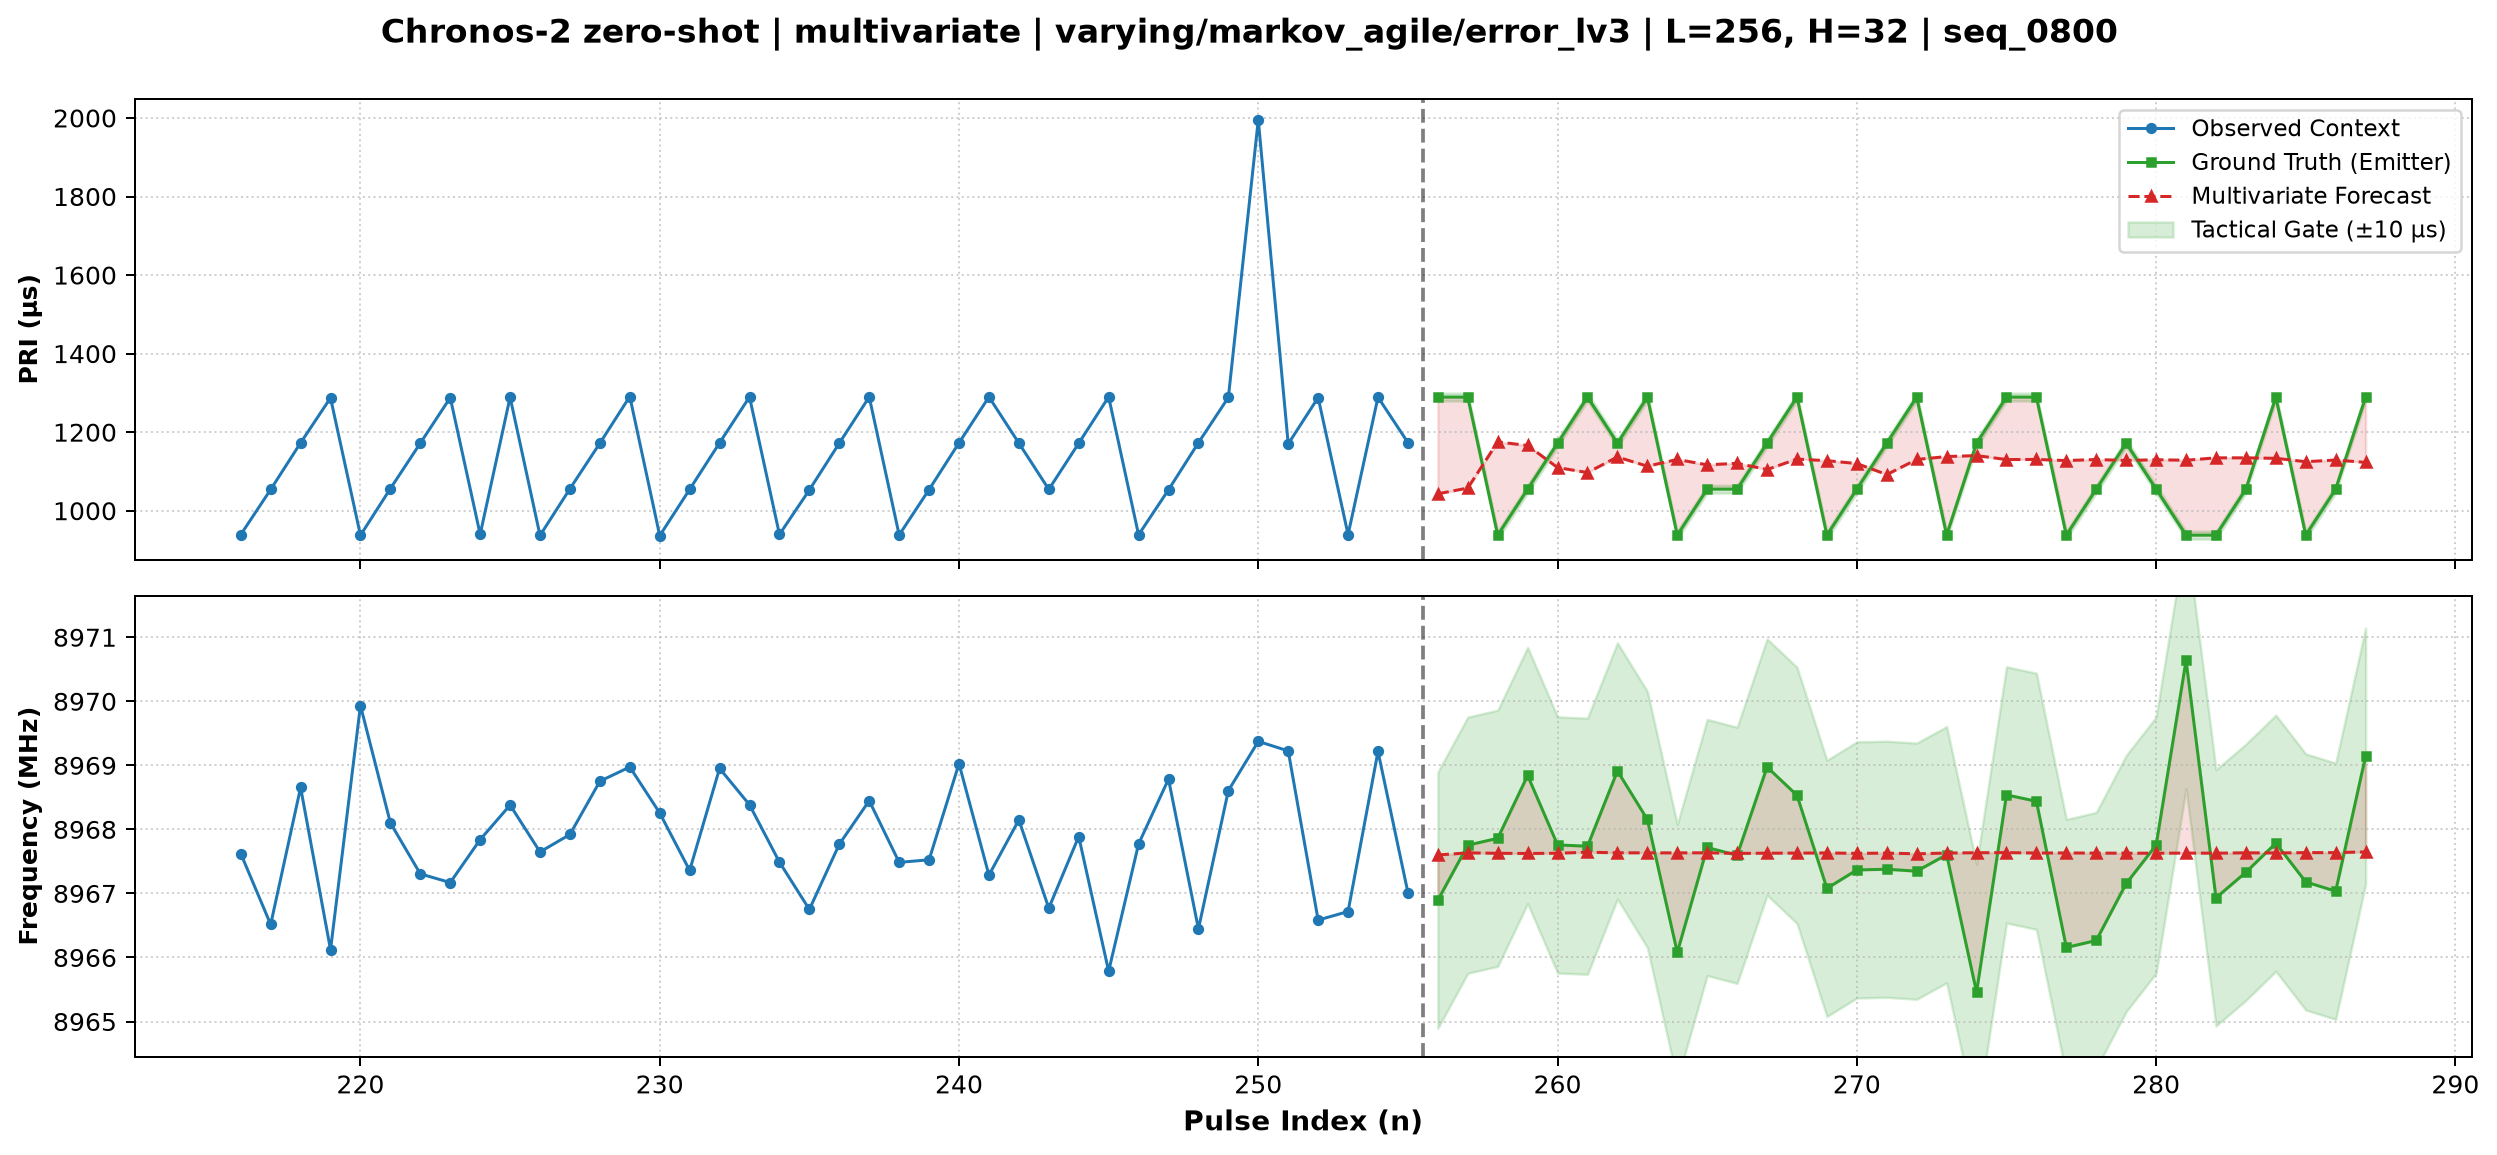 Chronos-2 zero-shot | multivariate | varying/markov_agile/error_lv3 | L=256, H=32 | seq_0800
2000
1800
1600
1400
1200
1000
PRI (µs)
Observed Context
Ground Truth (Emitter)
Multivariate Forecast
Tactical Gate (±10 µs)
8971
8970
8969
8968
8967
8966
8965
Frequency (MHz)
220
230
240
250
260
270
280
290
Pulse Index (n)